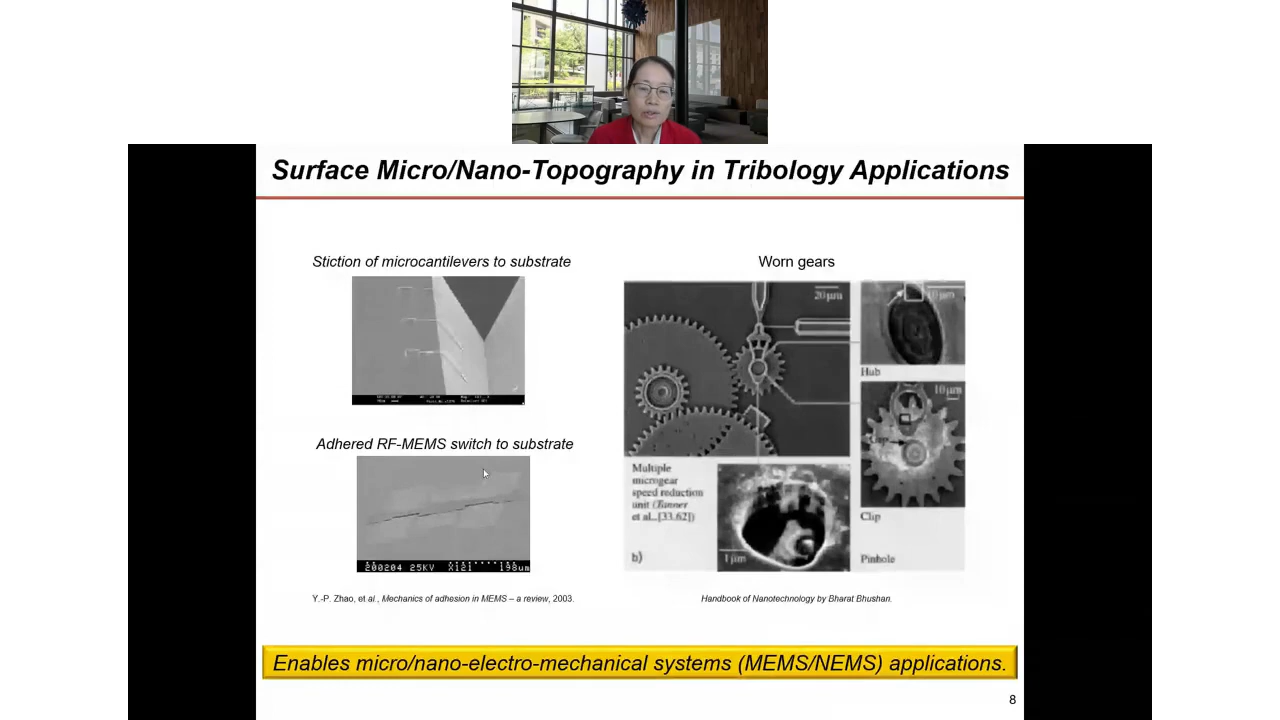 Surface Micro/Nano-Topography in Tribology Applications
Stiction of microcantilevers to substrate
Adhered RF-MEMS switch to substrate
200204 25KV X121 198um
Y.-P. Zhao, et al., Mechanics of adhesion in MEMS – a review, 2003.
Worn gears
20 μm
10 μm
Hub
10 μm
Clip
Clip
Multiple
microgear
speed reduction
unit (Tanner
et al. [33.62])
b)
1 μm
Pinhole
Handbook of Nanotechnology by Bharat Bhushan.
Enables micro/nano-electro-mechanical systems (MEMS/NEMS) applications.
8